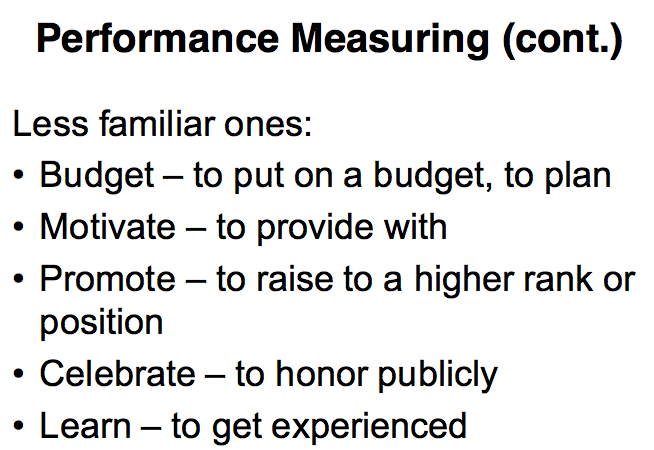 Performance Measuring (cont.)
Less familiar ones:
• Budget – to put on a budget, to plan
• Motivate – to provide with
• Promote – to raise to a higher rank or
position
• Celebrate – to honor publicly
• Learn – to get experienced